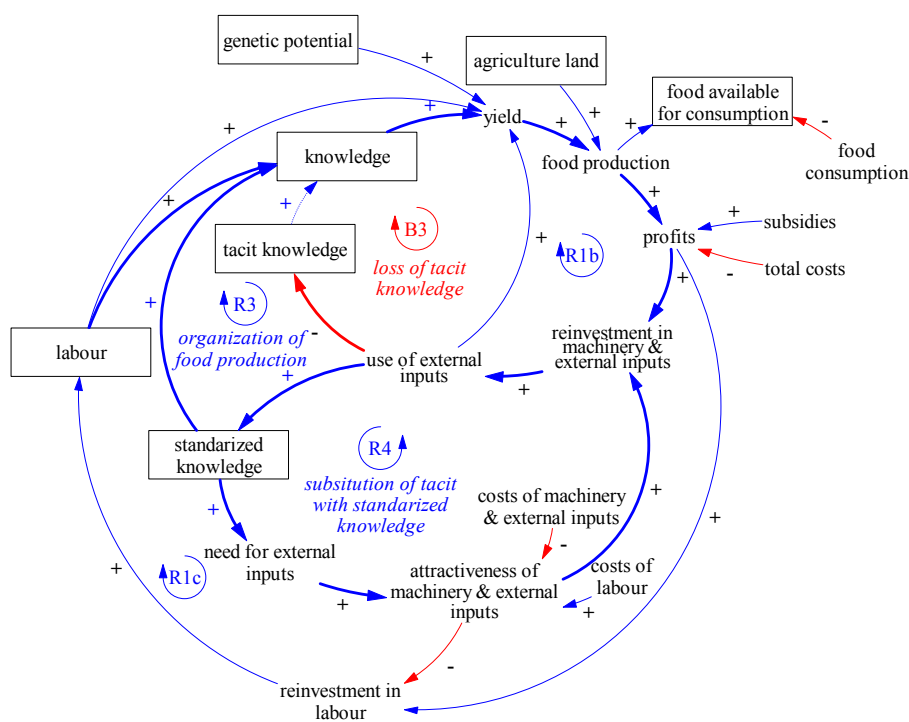 genetic potential
+
agriculture land
+
+
yield
+
+
+
food available
for consumption
-
food
consumption
food production
+
knowledge
+
+
+
tacit knowledge
B3
loss of tacit
knowledge
+
R1b
profits
+
subsidies
-
total costs
+
R3
organization of
food production
-
+
labour
use of external
inputs
+
reinvestment in
machinery &
external inputs
+
standarized
knowledge
R4
subsitution of tacit
with standarized
knowledge
+
costs of machinery
& external inputs
+
-
need for external
inputs
R1c
+
attractiveness of
machinery & external
inputs
costs of
labour
+
+
+
-
reinvestment in
labour